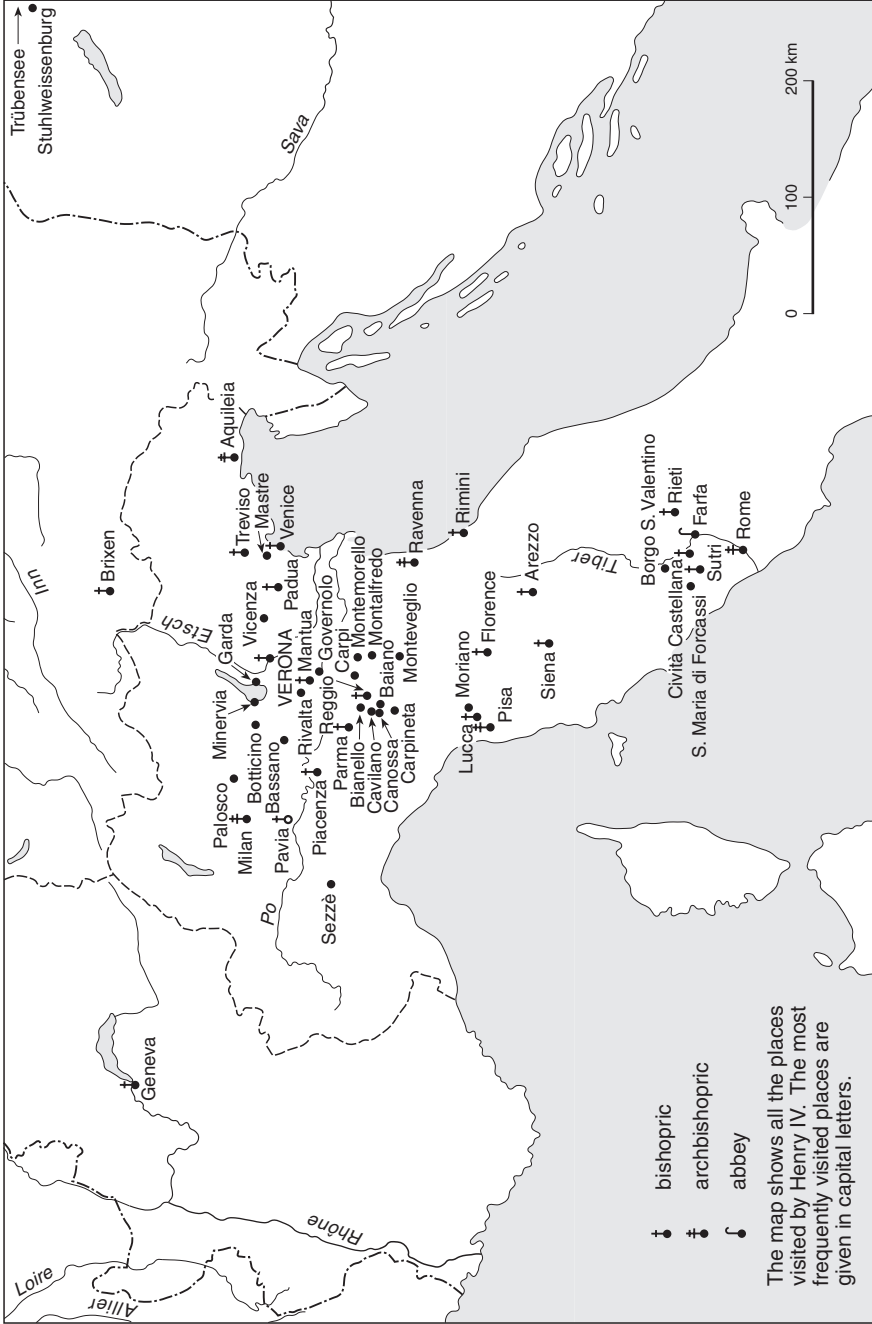 Trübensee
Stuhlweissenburg
Sava
Inn
Brixen
Etsch
Aquileia
Treviso
Mastre
Venice
Vicenza
Padua
Garda
VERONA
Mantua
Governolo
Minervia
Botticino
Bassano
Rivalta
Reggio
Carpi
Montemorello
Montalfredo
Baiano
Monteveglio
Palosco
Milan
Pavia
Piacenza
Parma
Bianello
Cavilano
Canossa
Carpineta
Po
Sezzè
Ravenna
Rimini
Moriano
Florence
Lucca
Pisa
Arezzo
Siena
Tiber
Borgo S. Valentino
Rieti
Farfa
Cività Castellana
Sutri
S. Maria di Forcassi
Rome
Geneva
Rhône
Loire
Allier
0 100 200 km
bishopric
archbishopric
abbey
The map shows all the places
visited by Henry IV. The most
frequently visited places are
given in capital letters.